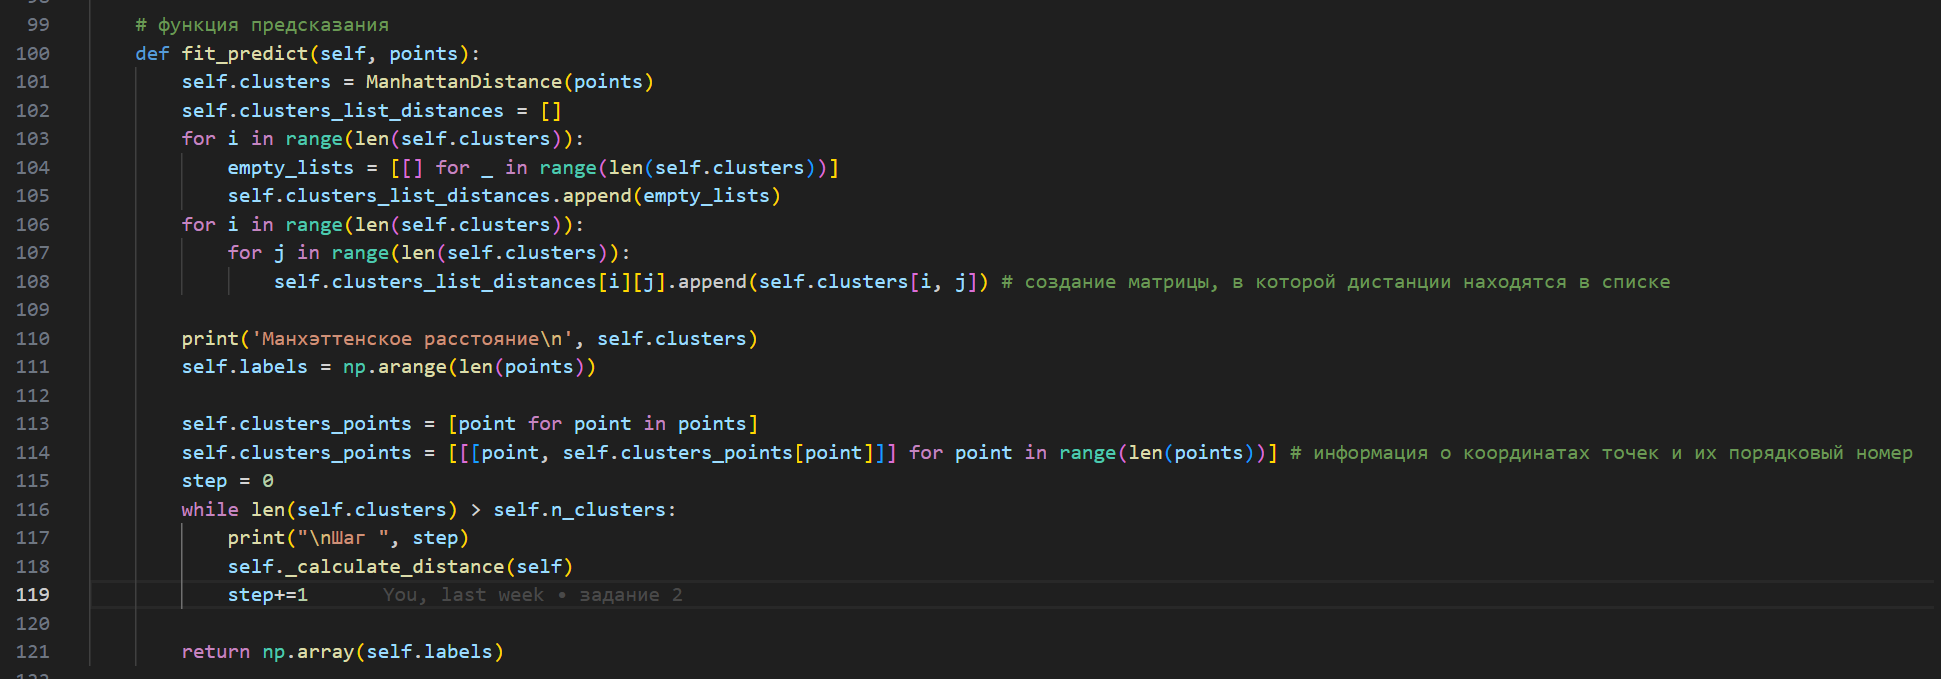 99 # функция предсказания
100 def fit_predict(self, points):
101 self.clusters = ManhattanDistance(points)
102 self.clusters_list_distances = []
103 for i in range(len(self.clusters)):
104 empty_lists = [[] for _ in range(len(self.clusters))]
105 self.clusters_list_distances.append(empty_lists)
106 for i in range(len(self.clusters)):
107 for j in range(len(self.clusters)):
108 self.clusters_list_distances[i][j].append(self.clusters[i, j]) # создание матрицы, в которой дистанции находятся в списке
109
110 print('Манхэттенское расстояние\n', self.clusters)
111 self.labels = np.arange(len(points))
112
113 self.clusters_points = [point for point in points]
114 self.clusters_points = [[[point, self.clusters_points[point]]] for point in range(len(points))] # информация о координатах точек и их порядковый номер
115 step = 0
116 while len(self.clusters) > self.n_clusters:
117 print("\nШаг ", step)
118 self._calculate_distance(self)
119 step+=1 You, last week • задание 2
120
121 return np.array(self.labels)